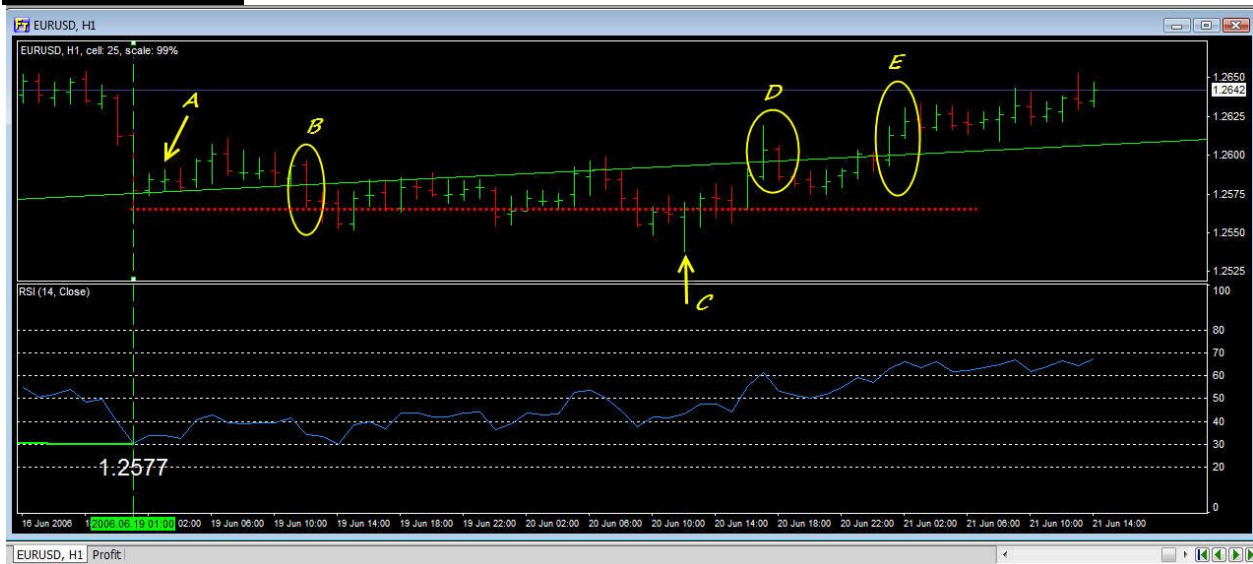 EURUSD, H1
EURUSD, H1, cell: 25, scale: 99%
A
B
C
D
E
1.2650
1.2642
1.2625
1.2600
1.2575
1.2550
1.2525
RSI (14, Close)
100
80
70
60
50
40
30
20
0
1.2577
16 Jun 2006 1 2006.06.19 01:00 02:00 19 Jun 06:00 19 Jun 10:00 19 Jun 14:00 19 Jun 18:00 19 Jun 22:00 20 Jun 02:00 20 Jun 06:00 20 Jun 10:00 20 Jun 14:00 20 Jun 18:00 20 Jun 22:00 21 Jun 02:00 21 Jun 06:00 21 Jun 10:00 21 Jun 14:00
EURUSD, H1 Profit